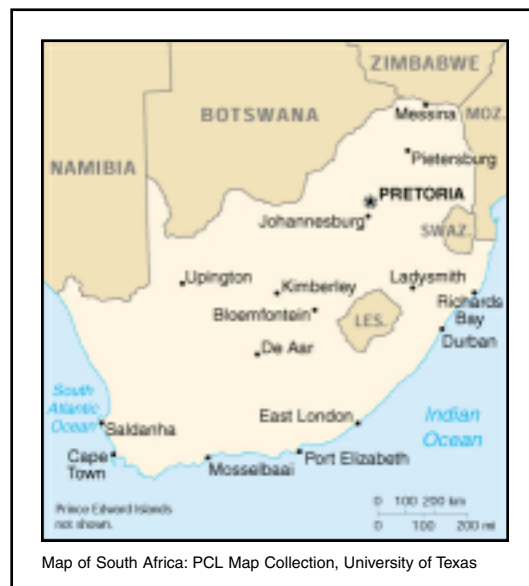 ZIMBABWE
BOTSWANA
Messina
MOZ.
NAMIBIA
Pietersburg
PRETORIA
Johannesburg
SWAZ.
Upington
Kimberley
Ladysmith
Bloemfontein
LES.
Richards
Bay
Durban
De Aar
South
Atlantic
Ocean
Saldanha
East London
Indian
Ocean
Cape
Town
Mosselbaai
Port Elizabeth
Prince Edward Islands
not shown.
0 100 200 km
0 100 200 mi
Map of South Africa: PCL Map Collection, University of Texas